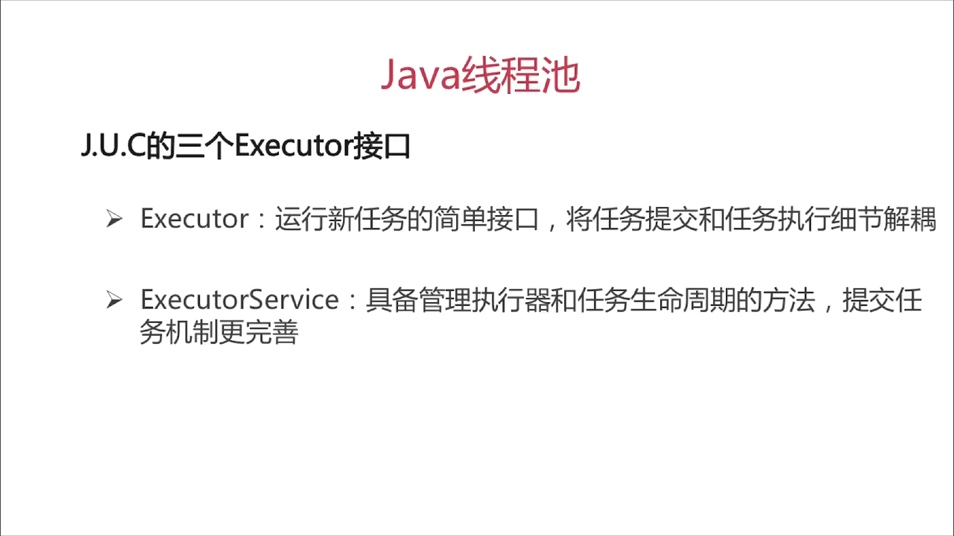 Java线程池
J.U.C的三个Executor接口
➢ Executor：运行新任务的简单接口，将任务提交和任务执行细节解耦
➢ ExecutorService：具备管理执行器和任务生命周期的方法，提交任
务机制更完善